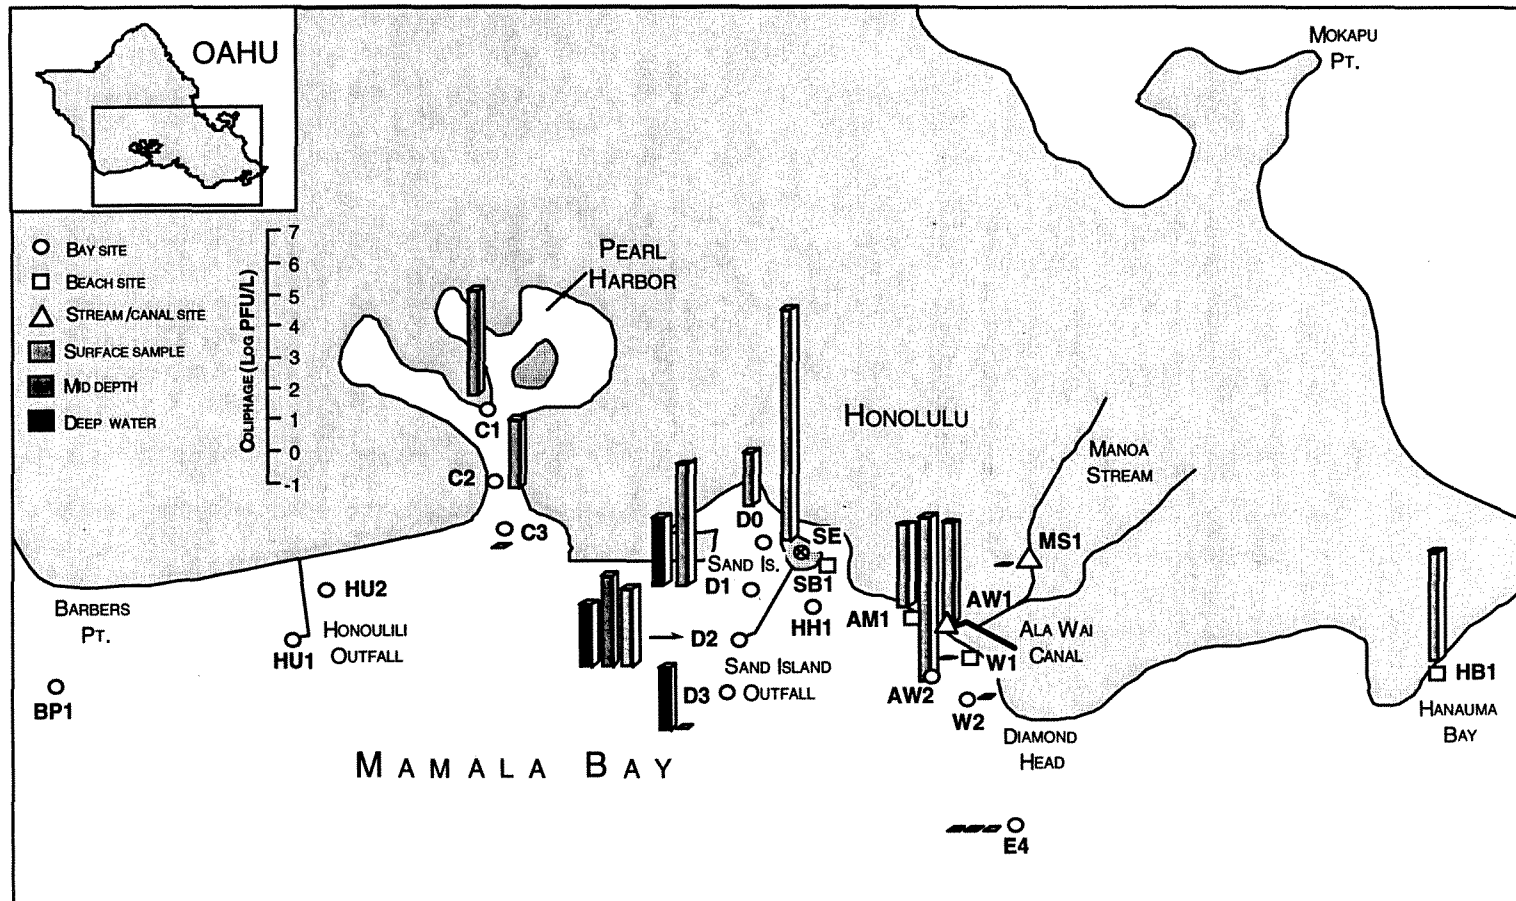 OAHU
MOKAPU
PT.
BAY SITE
BEACH SITE
STREAM/CANAL SITE
SURFACE SAMPLE
MID DEPTH
DEEP WATER
COLIPHAGE (LOG PFU/L)
7
6
5
4
3
2
1
0
-1
PEARL
HARBOR
HONOLULU
MANOA
STREAM
C1
C2
C3
D0
SE
SAND IS.
D1
SB1
HH1
D2
SAND ISLAND
OUTFALL
D3
MS1
AW1
AM1
ALA WAI
CANAL
W1
AW2
W2
DIAMOND
HEAD
HB1
HANAUMA
BAY
E4
BARBERS
PT.
HU2
HU1
HONOULILI
OUTFALL
BP1
MAMALA BAY